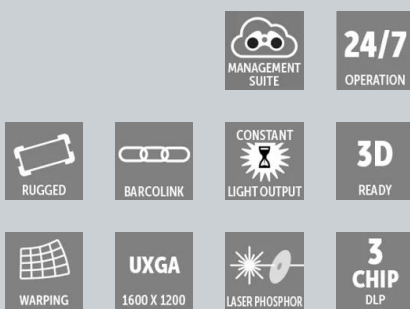 MANAGEMENT
SUITE
24/7
OPERATION
RUGGED
BARCOLINK
CONSTANT
LIGHT OUTPUT
3D
READY
WARPING
UXGA
1600 X 1200
LASER PHOSPHOR
3
CHIP
DLP